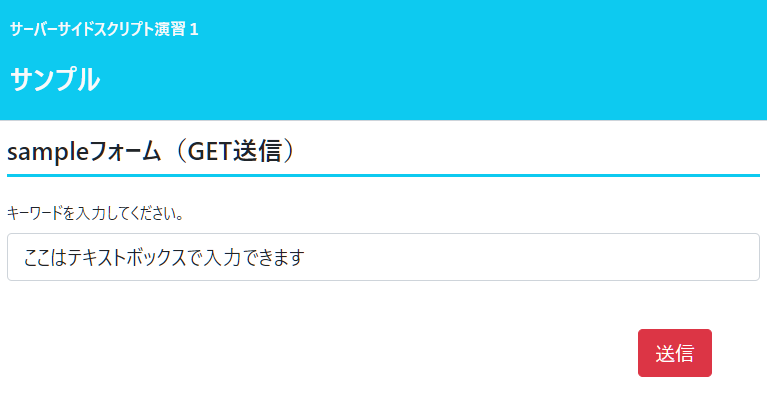 サーバーサイドスクリプト演習１
サンプル
sampleフォーム（GET送信）
キーワードを入力してください。
ここはテキストボックスで入力できます
送信